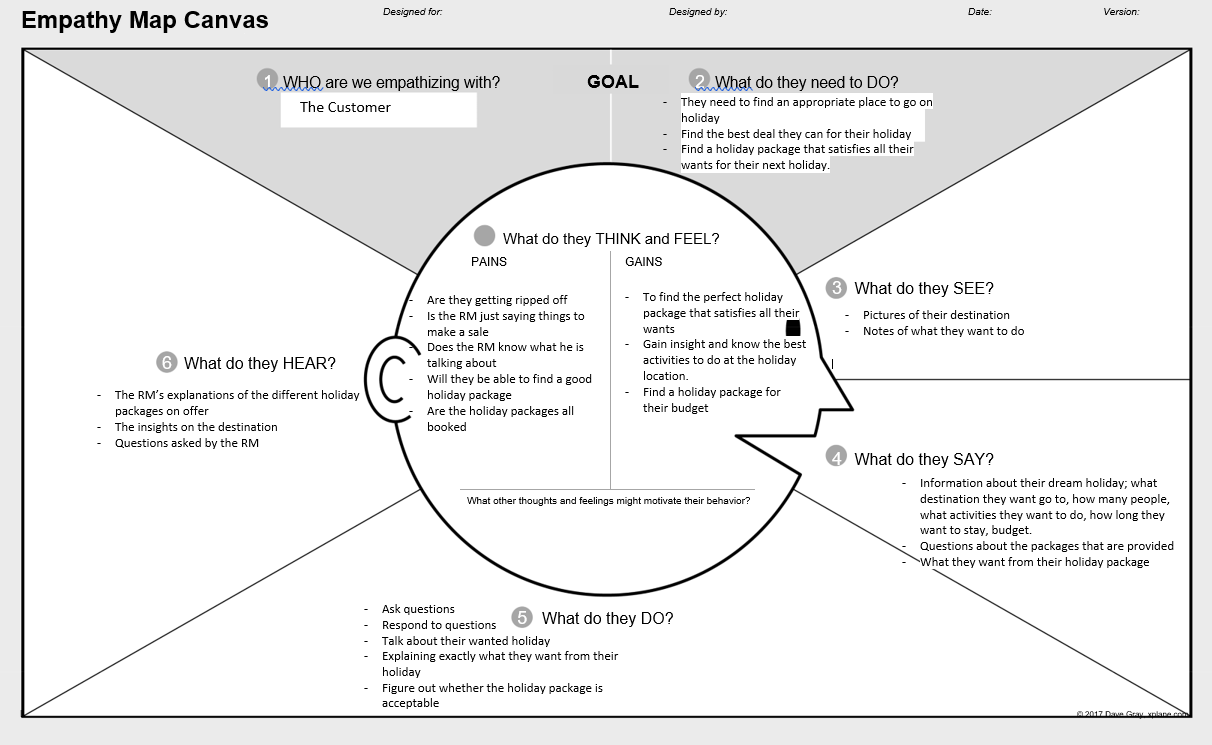 Empathy Map Canvas
Designed for:
Designed by:
Date:
Version:
1 WHO are we empathizing with?
The Customer
GOAL
2 What do they need to DO?
- They need to find an appropriate place to go on
holiday
- Find the best deal they can for their holiday
- Find a holiday package that satisfies all their
wants for their next holiday.
What do they THINK and FEEL?
PAINS
- Are they getting ripped off
- Is the RM just saying things to
make a sale
- Does the RM know what he is
talking about
- Will they be able to find a good
holiday package
- Are the holiday packages all
booked
GAINS
- To find the perfect holiday
package that satisfies all their
wants
- Gain insight and know the best
activities to do at the holiday
location.
- Find a holiday package for
their budget
What other thoughts and feelings might motivate their behavior?
3 What do they SEE?
- Pictures of their destination
- Notes of what they want to do
4 What do they SAY?
- Information about their dream holiday; what
destination they want go to, how many people,
what activities they want to do, how long they
want to stay, budget.
- Questions about the packages that are provided
- What they want from their holiday package
5 What do they DO?
- Ask questions
- Respond to questions
- Talk about their wanted holiday
- Explaining exactly what they want from their
holiday
- Figure out whether the holiday package is
acceptable
6 What do they HEAR?
- The RM's explanations of the different holiday
packages on offer
- The insights on the destination
- Questions asked by the RM
© 2017 Dave Gray, xplane.com